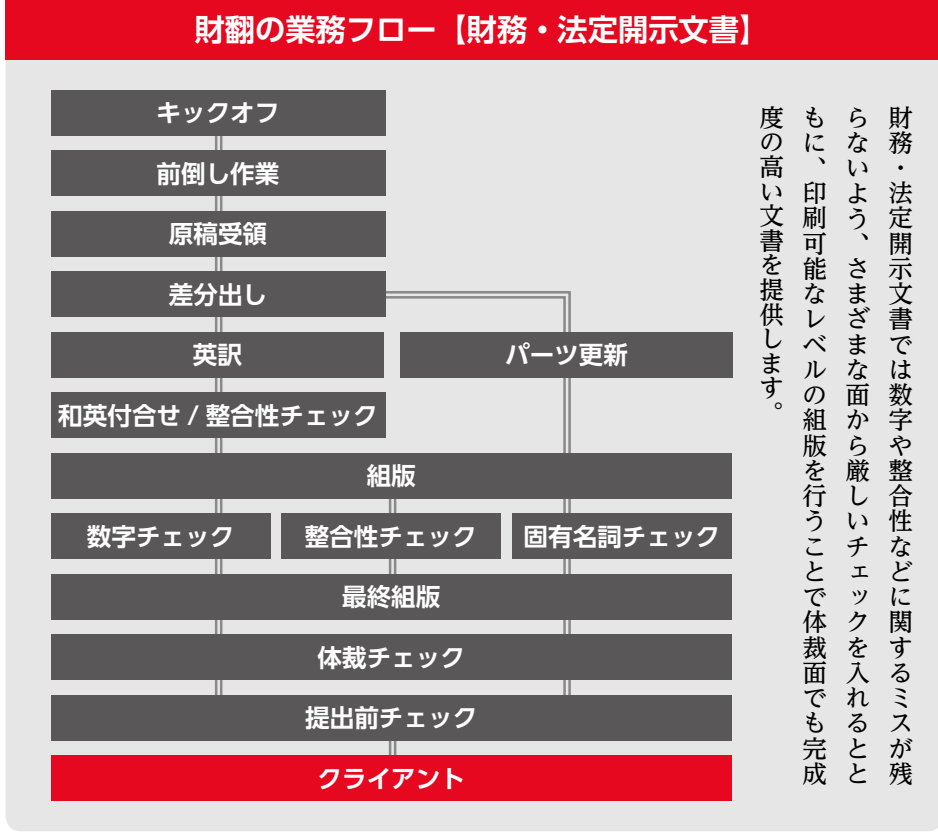 財翻の業務フロー【財務・法定開示文書】
キックオフ
前倒し作業
原稿受領
差分出し
英訳
パーツ更新
和英付合せ / 整合性チェック
組版
数字チェック
整合性チェック
固有名詞チェック
最終組版
体裁チェック
提出前チェック
クライアント
財務・法定開示文書では数字や整合性などに関するミスが残
らないよう、さまざまな面から厳しいチェックを入れるとと
もに、印刷可能なレベルの組版を行うことで体裁面でも完成
度の高い文書を提供します。